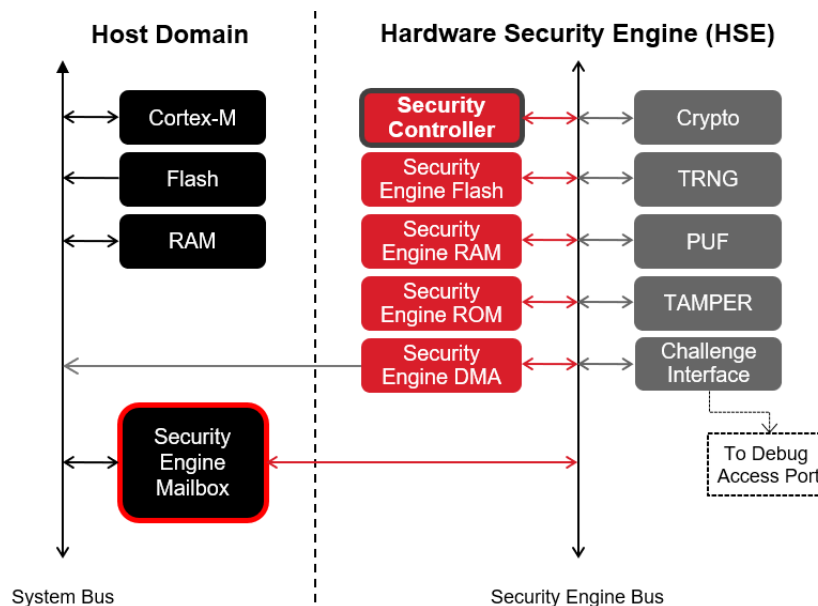 Host Domain
Hardware Security Engine (HSE)
Cortex-M
Flash
RAM
Security
Engine
Mailbox
Security
Controller
Security
Engine Flash
Security
Engine RAM
Security
Engine ROM
Security
Engine DMA
Crypto
TRNG
PUF
TAMPER
Challenge
Interface
To Debug
Access Port
System Bus
Security Engine Bus